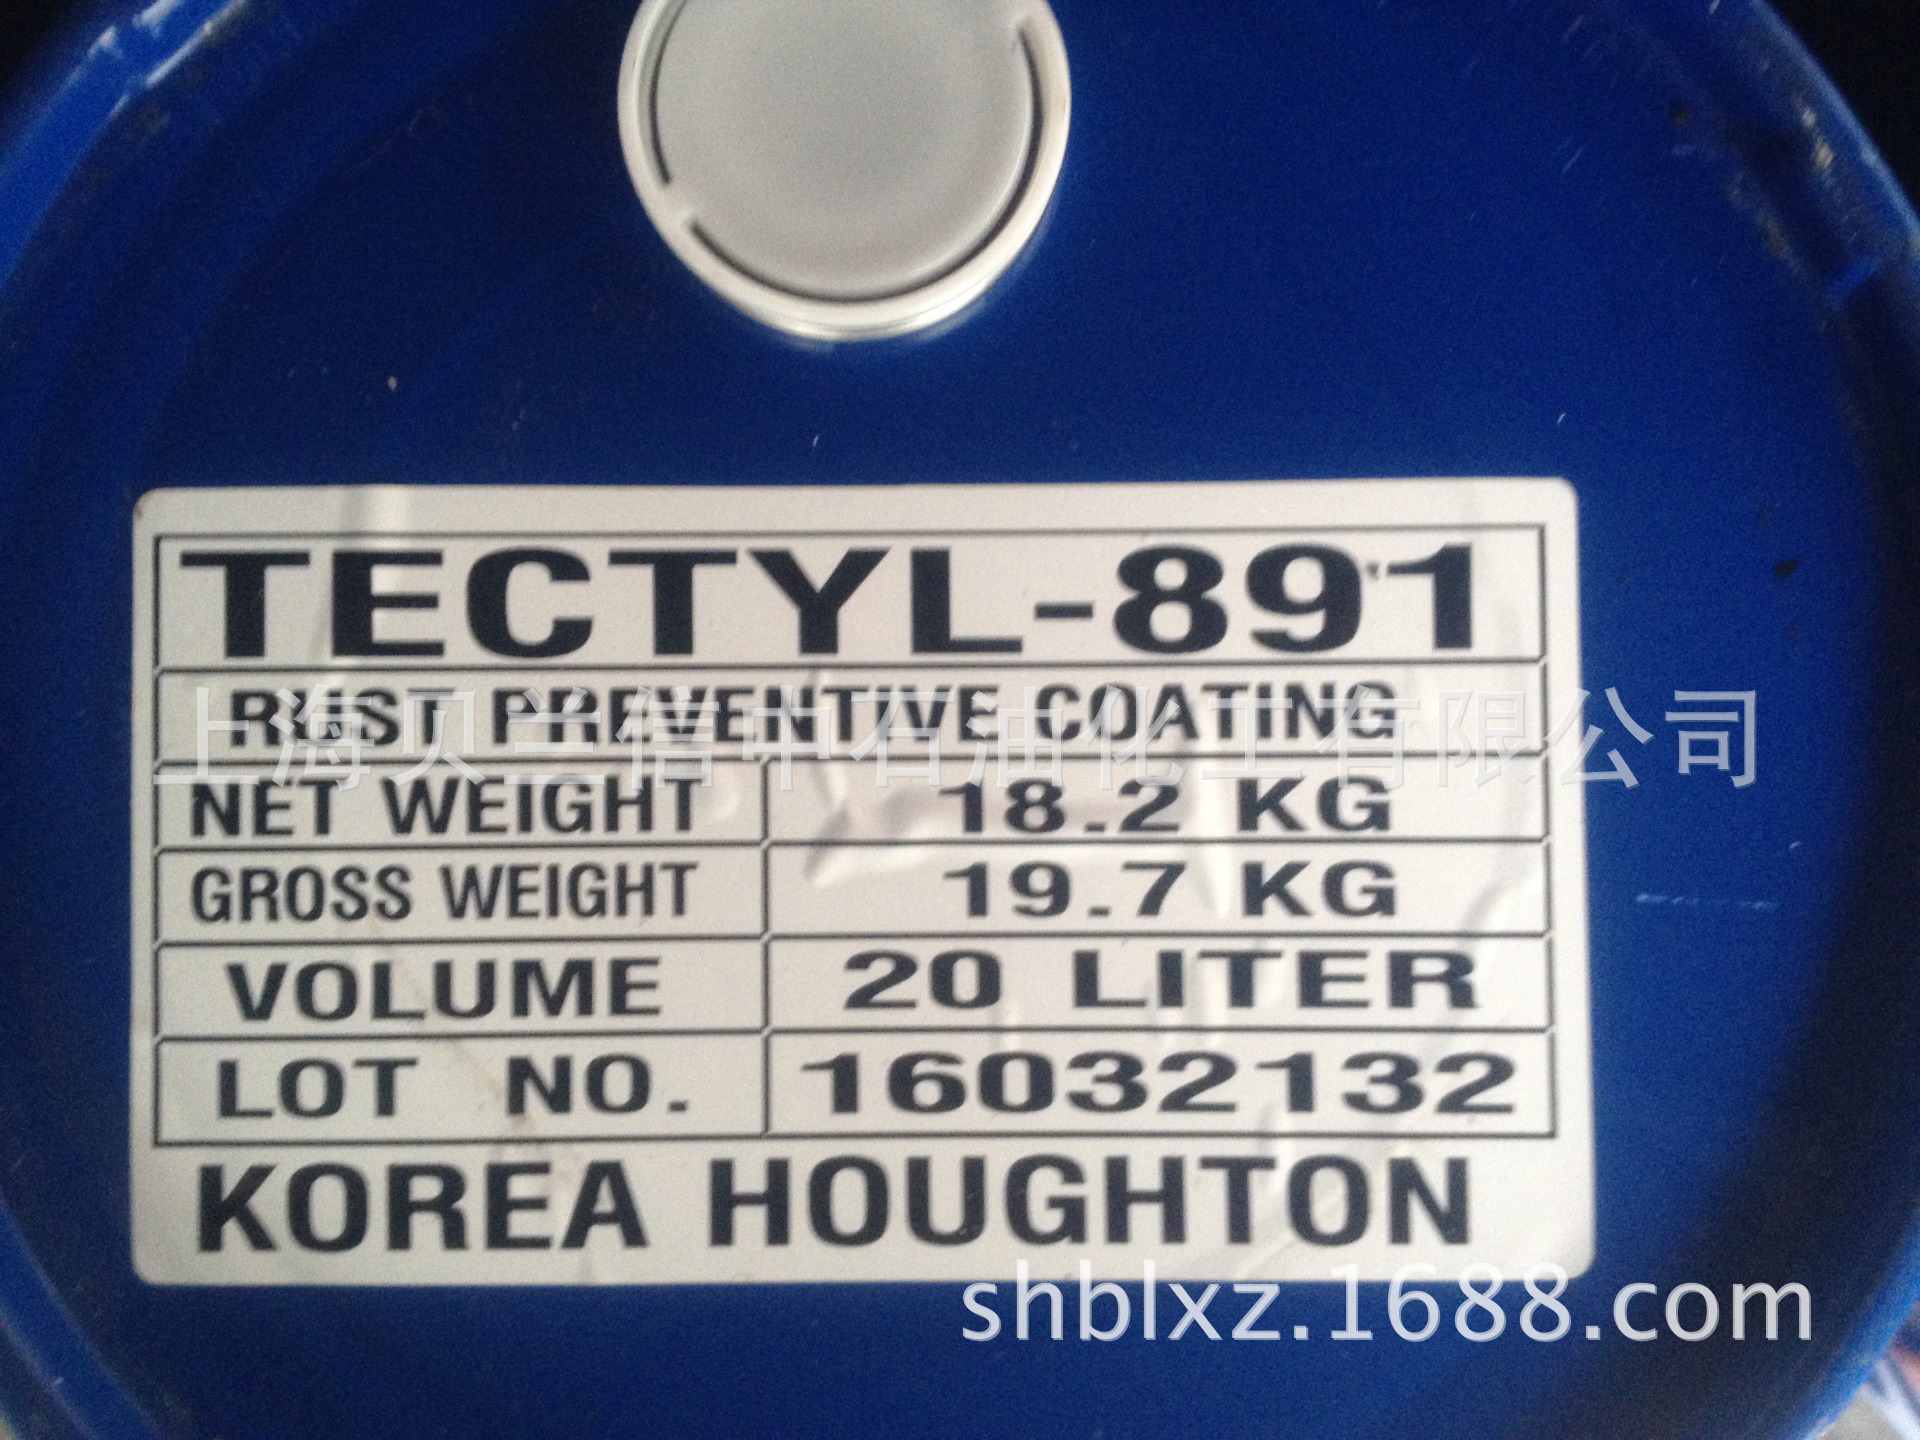 TECTYL-891
RUST PREVENTIVE COATING
上海贝兰信中石油化工有限公司
NET WEIGHT 18.2 KG
GROSS WEIGHT 19.7 KG
VOLUME 20 LITER
LOT NO. 16032132
KOREA HOUGHTON
shblxz.1688.com